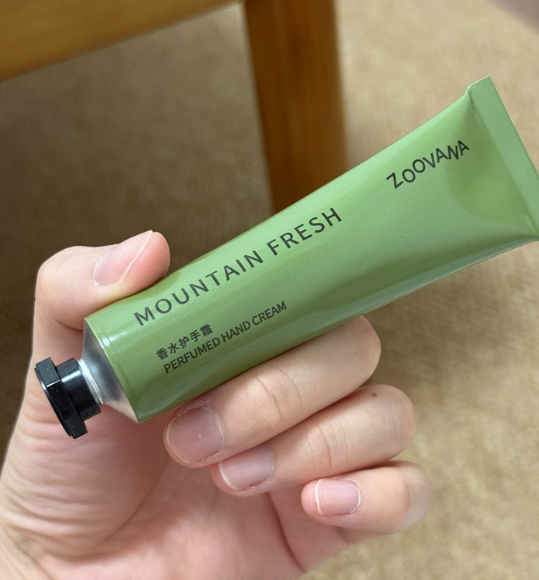 ZOOVANA
MOUNTAIN FRESH
香水护手霜
PERFUMED HAND CREAM